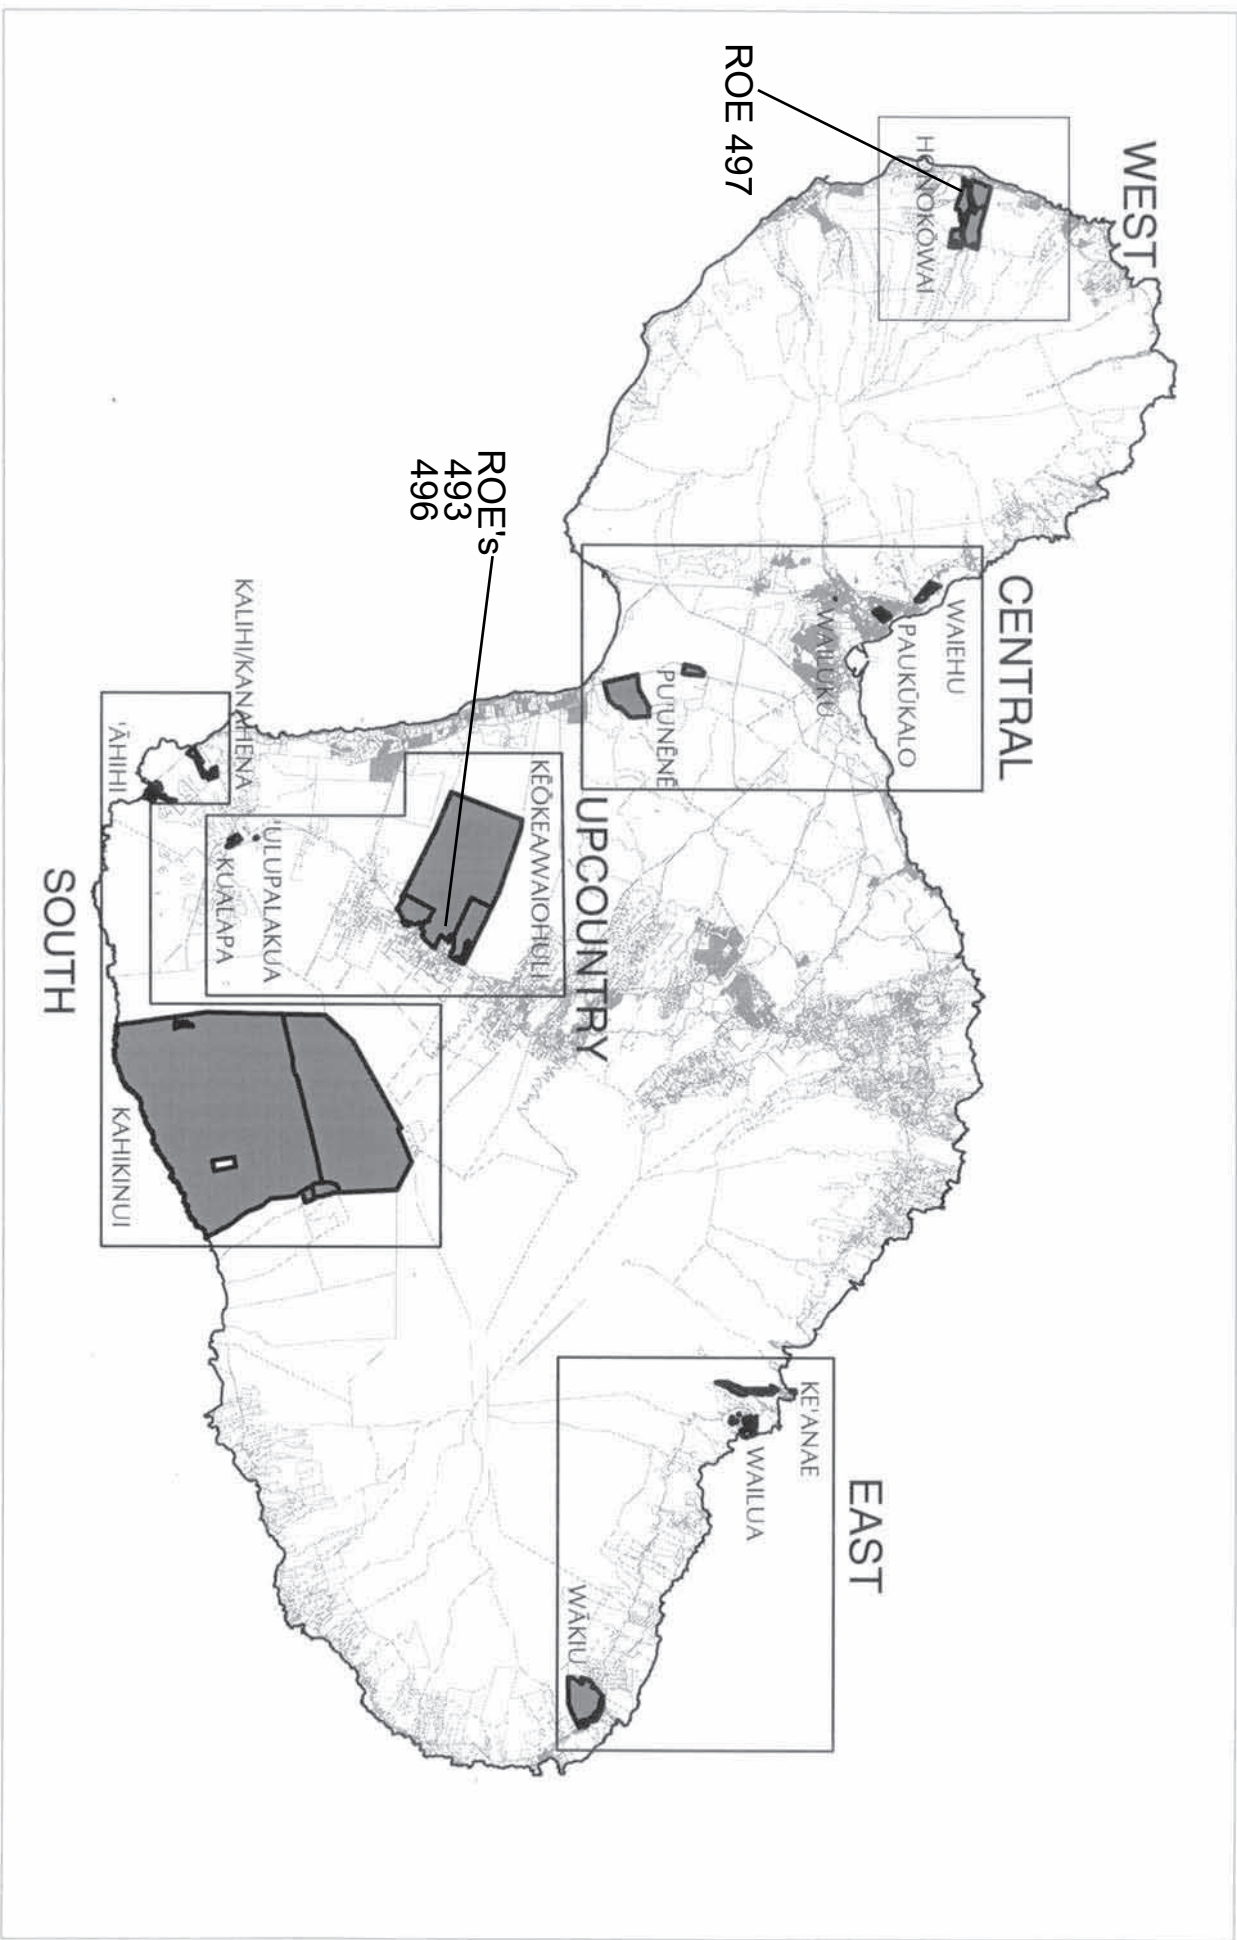 WEST
HONOKŌWAI
ROE 497
CENTRAL
WAIEHU
PAUKŪKALO
WAILUKU
PU'UNĒNĒ
ROE's
493
496
UPCOUNTRY
KĒŌKEA/WAIOHULI
'ULUPALAKUA
KUALAPA
KALIHI/KANAHENA
'ĀHIHI
SOUTH
KAHIKINUI
EAST
KE'ANAE
WAILUA
WĀKIU